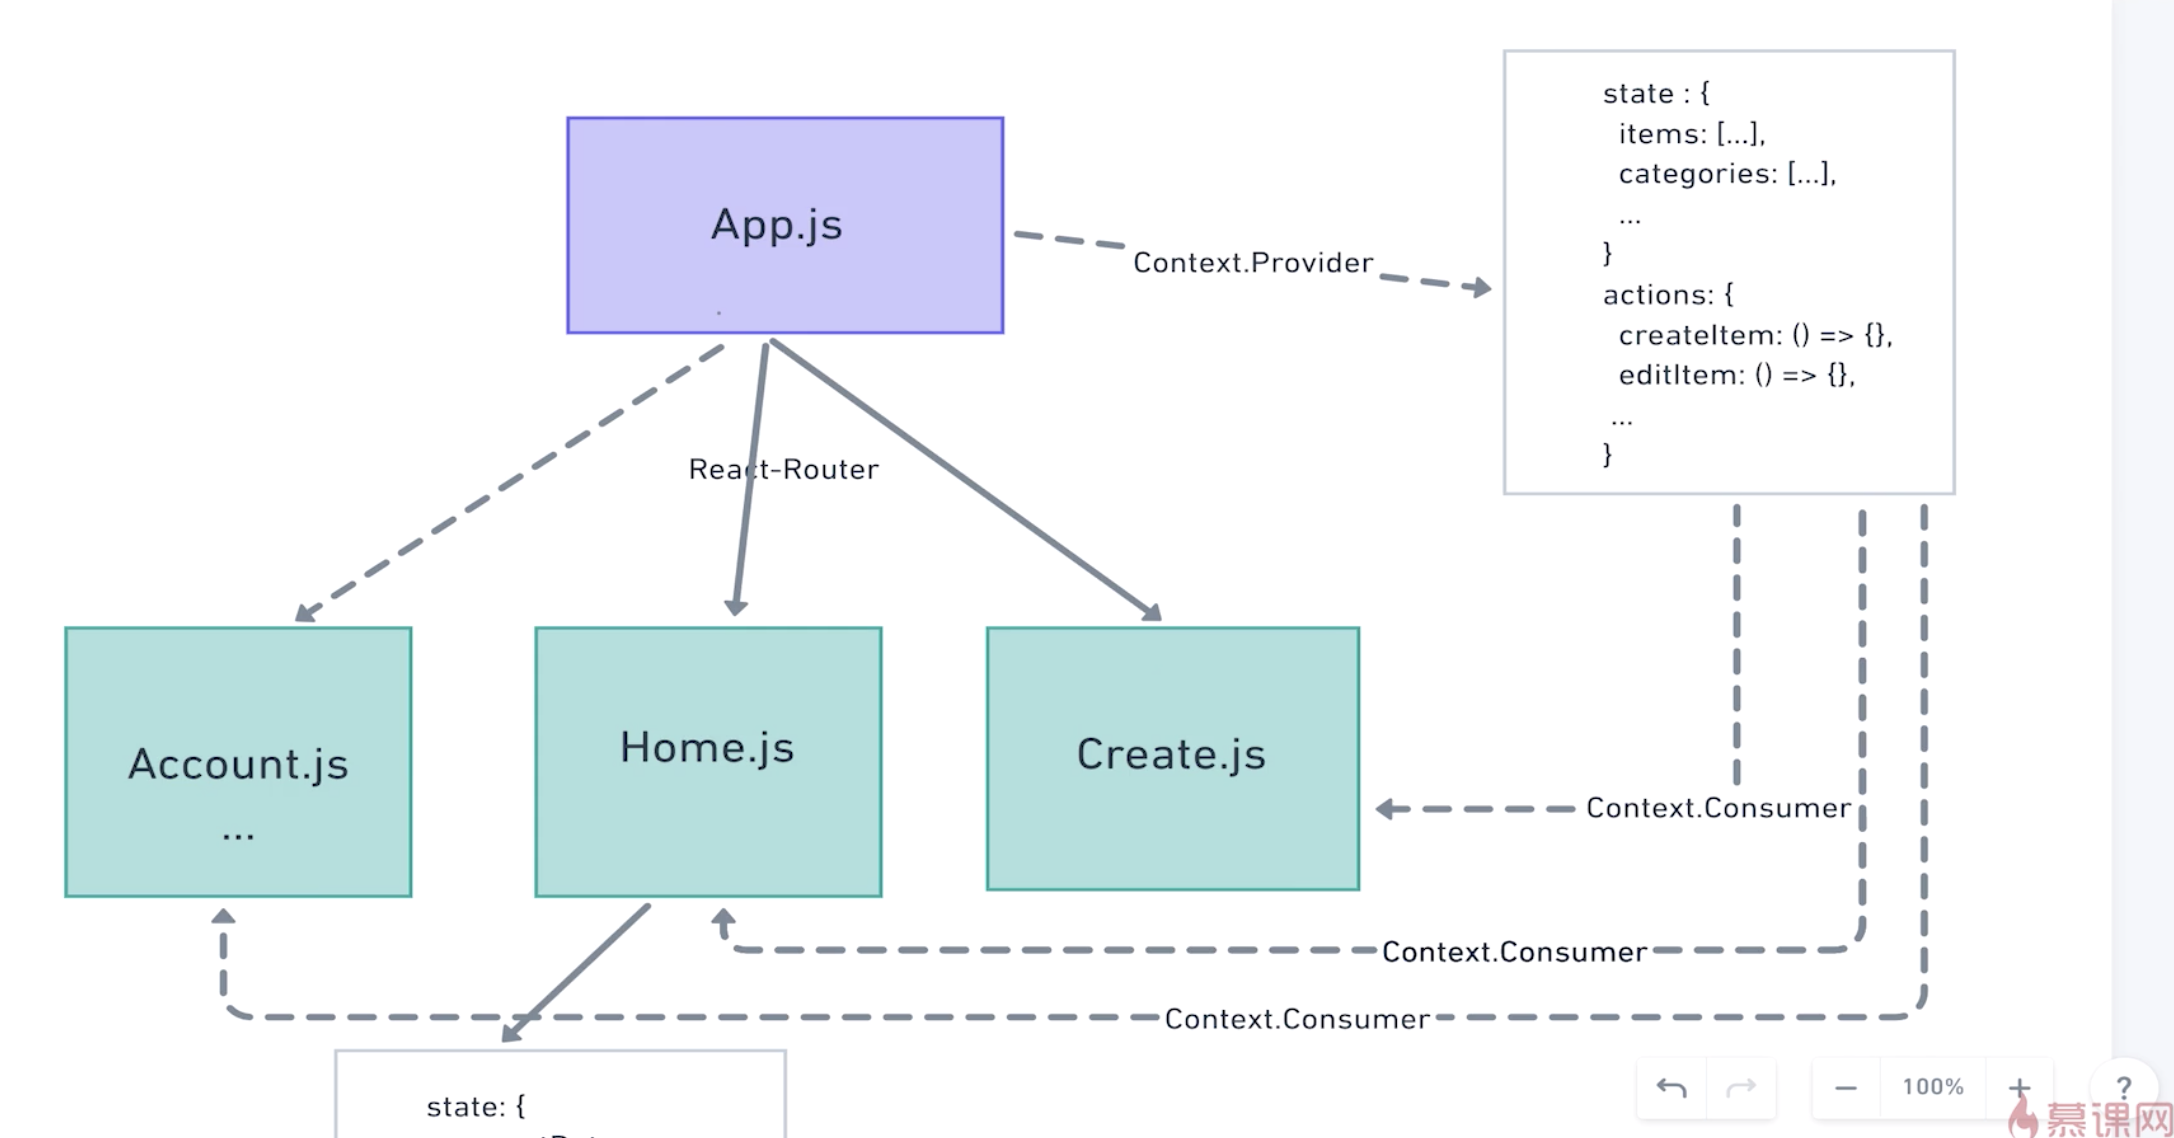 state : {
items: [...],
categories: [...],
...
}
actions: {
createItem: () => {},
editItem: () => {},
...
}
App.js
Context.Provider
React-Router
Account.js
...
Home.js
Create.js
Context.Consumer
Context.Consumer
Context.Consumer
state: {
100%
?
慕课网